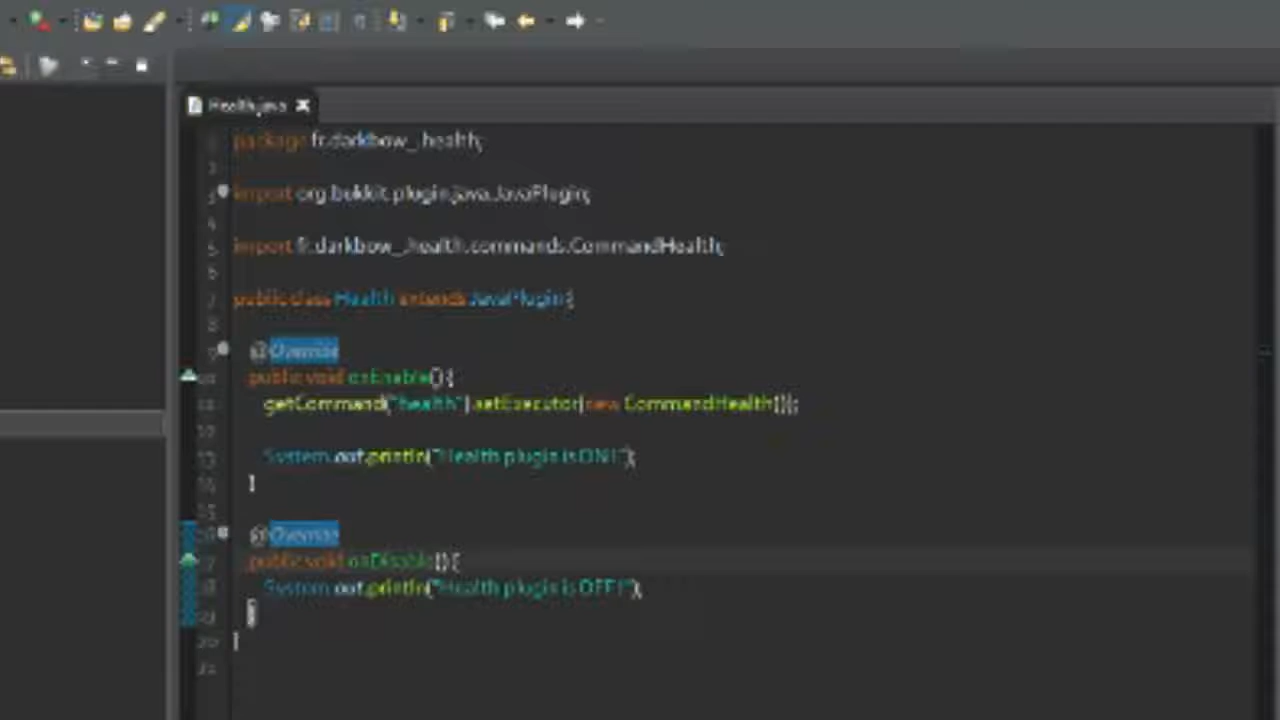 Health.java
package fr.darkbow_.health;
import org.bukkit.plugin.java.JavaPlugin;
import fr.darkbow_.health.commands.CommandHealth;
public class Health extends JavaPlugin {
@Override
public void onEnable() {
getCommand("health").setExecutor(new CommandHealth());
System.out.println("Health plugin is ON!");
}
@Override
public void onDisable() {
System.out.println("Health plugin is OFF!");
}
}